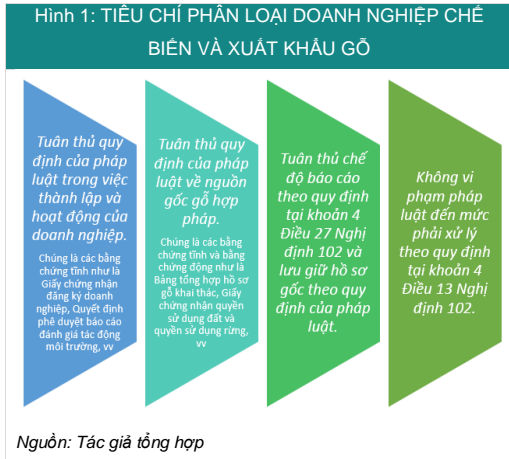 Hình 1: TIÊU CHÍ PHÂN LOẠI DOANH NGHIỆP CHẾ
BIẾN VÀ XUẤT KHẨU GỖ
Tuân thủ quy
định của pháp
luật trong việc
thành lập và
hoạt động của
doanh nghiệp.
Chúng là các bằng
chứng tĩnh như là
Giấy chứng nhận
đăng ký doanh
nghiệp, Quyết định
phê duyệt báo cáo
đánh giá tác động
môi trường, vv
Tuân thủ quy
định của pháp
luật về nguồn
gốc gỗ hợp
pháp.
Chúng là các bằng
chứng tĩnh và bằng
chứng động như là
Bảng tổng hợp hồ sơ
gỗ khai thác, Giấy
chứng nhận quyền
sử dụng đất và
quyền sử dụng rừng,
vv
Tuân thủ chế
độ báo cáo
theo quy định
tại khoản 4
Điều 27 Nghị
định 102 và
lưu giữ hồ sơ
gốc theo quy
định của pháp
luật.
Không vi
phạm pháp
luật đến mức
phải xử lý
theo quy định
tại khoản 4
Điều 13 Nghị
định 102.
Nguồn: Tác giả tổng hợp